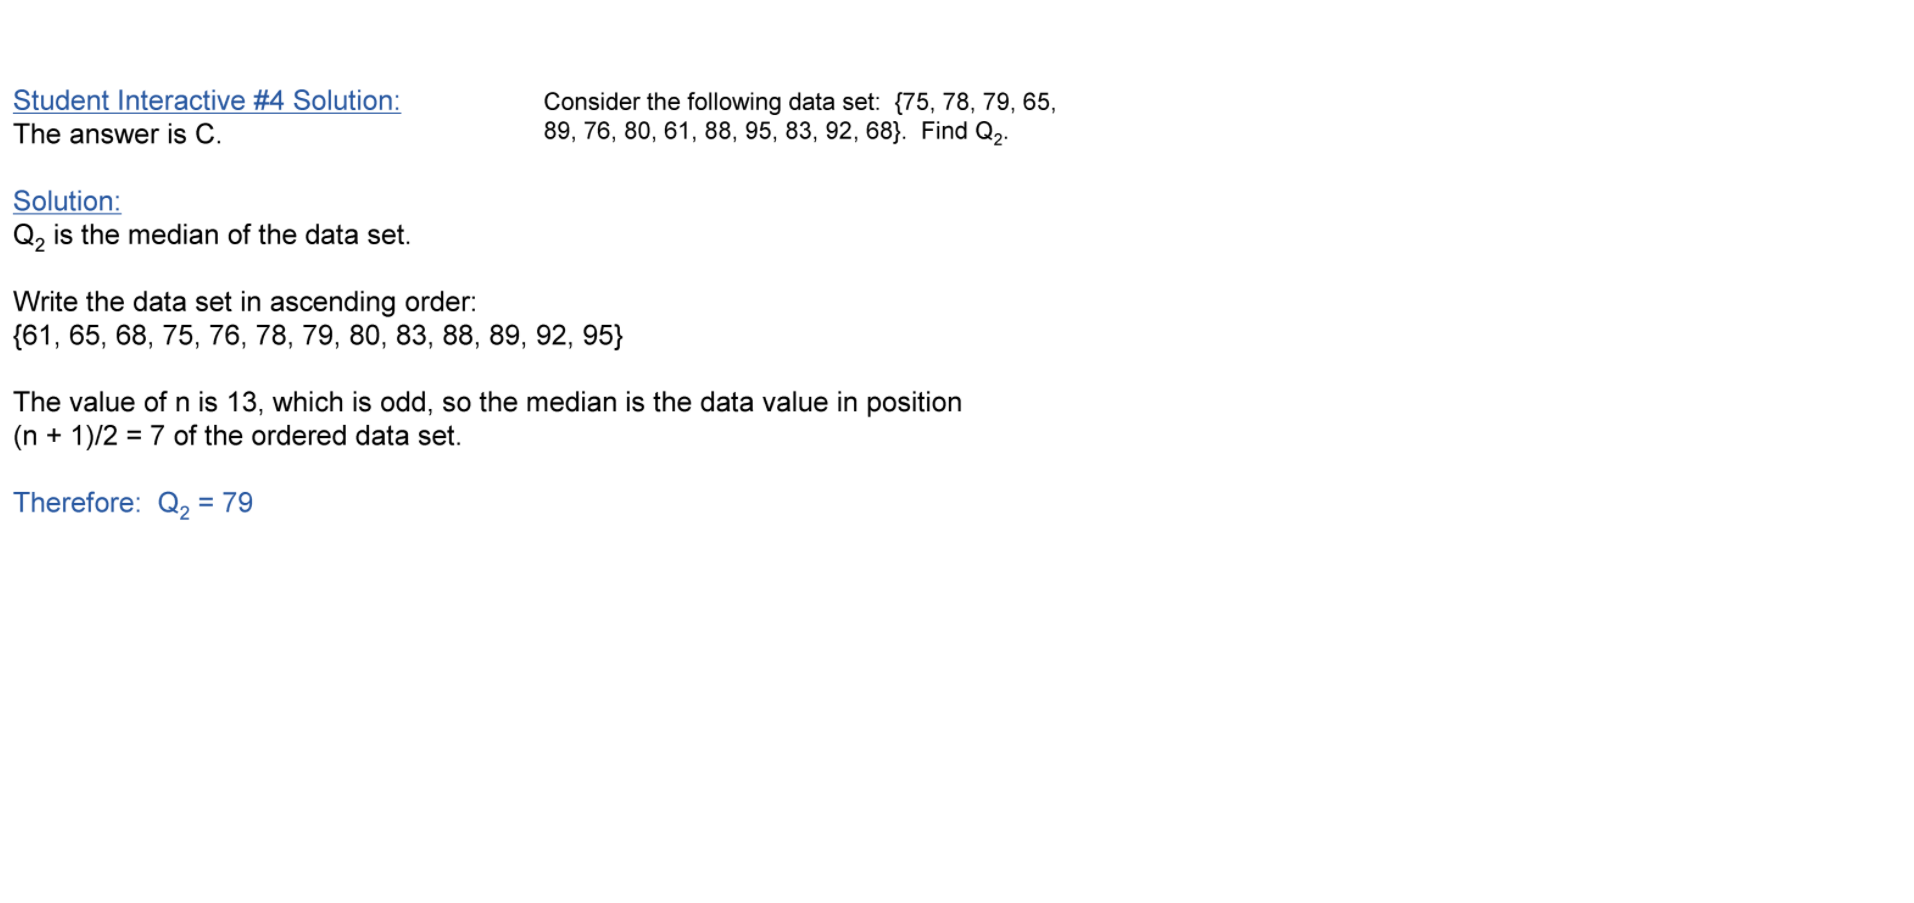 Student Interactive #4 Solution:
The answer is C.
Consider the following data set:  {75, 78, 79, 65,
89, 76, 80, 61, 88, 95, 83, 92, 68}.  Find Q₂.
Solution:
Q₂ is the median of the data set.
Write the data set in ascending order:
{61, 65, 68, 75, 76, 78, 79, 80, 83, 88, 89, 92, 95}
The value of n is 13, which is odd, so the median is the data value in position
(n + 1)/2 = 7 of the ordered data set.
Therefore:  Q₂ = 79